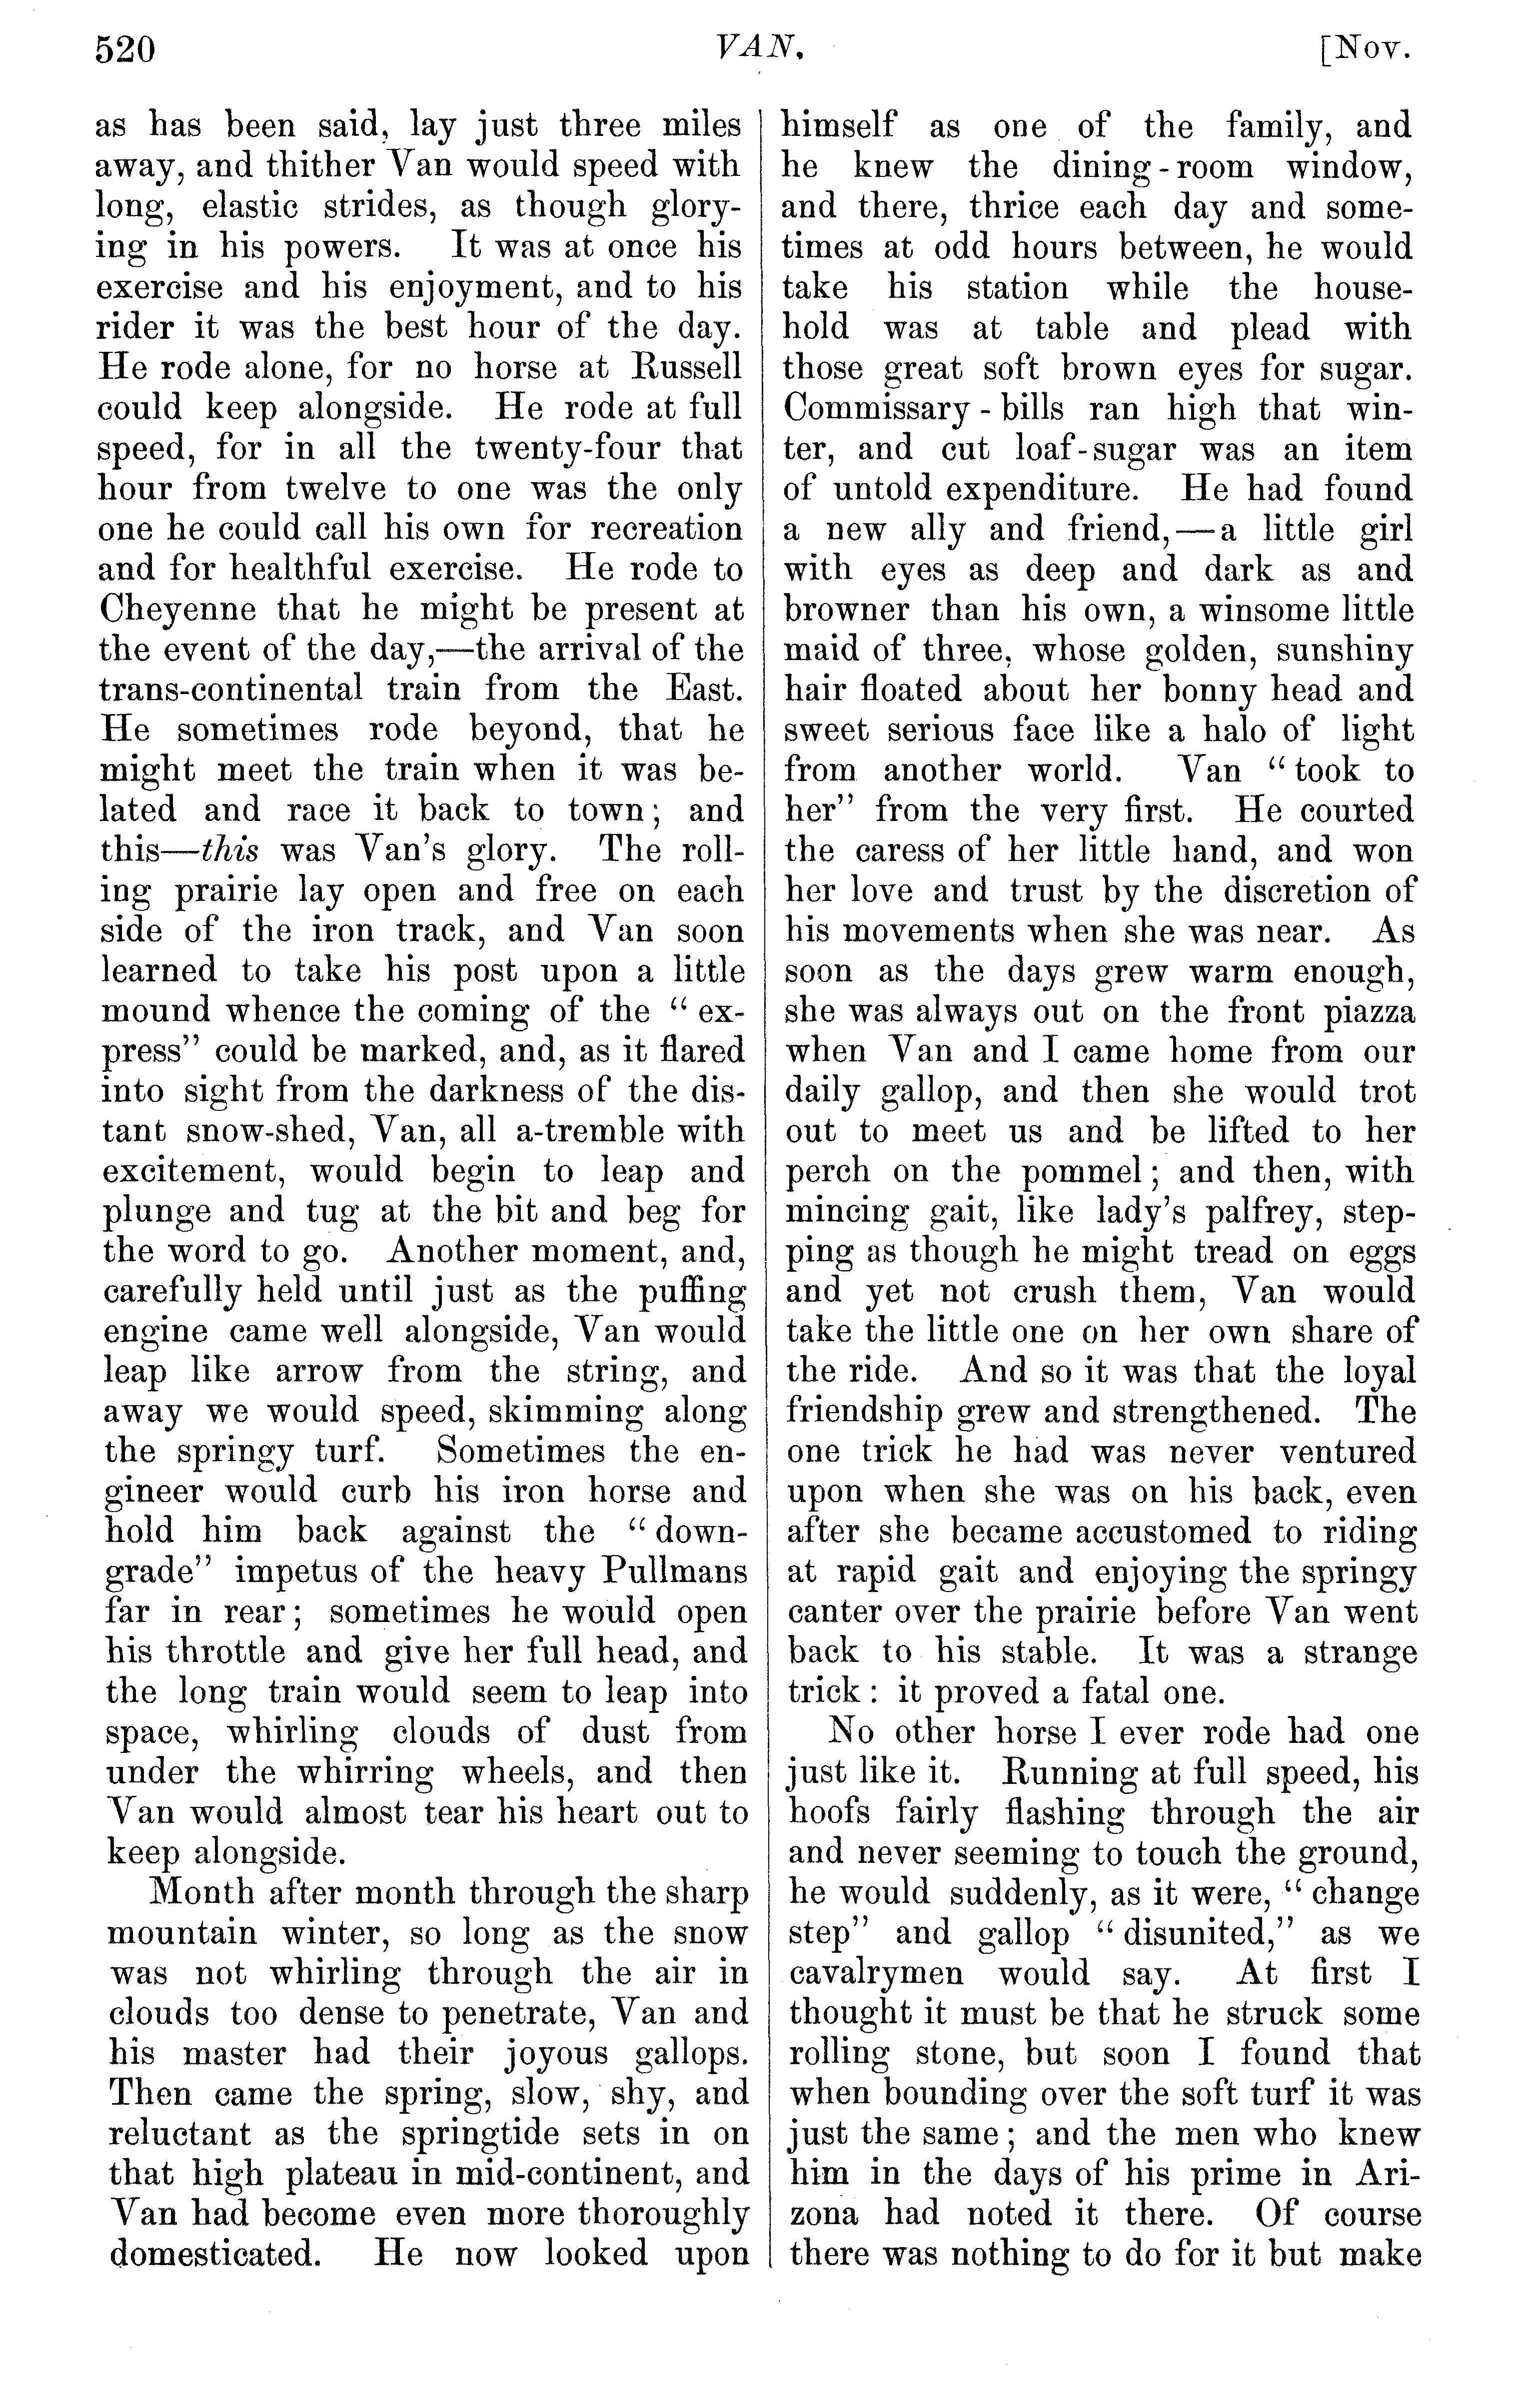 520
VAN.
[Nov.
as has been said, lay just three miles
away, and thither Van would speed with
long, elastic strides, as though glory-
ing in his powers. It was at once his
exercise and his enjoyment, and to his
rider it was the best hour of the day.
He rode alone, for no horse at Russell
could keep alongside. He rode at full
speed, for in all the twenty-four that
hour from twelve to one was the only
one he could call his own for recreation
and for healthful exercise. He rode to
Cheyenne that he might be present at
the event of the day,—the arrival of the
trans-continental train from the East.
He sometimes rode beyond, that he
might meet the train when it was be-
lated and race it back to town; and
this—this was Van's glory. The roll-
ing prairie lay open and free on each
side of the iron track, and Van soon
learned to take his post upon a little
mound whence the coming of the "ex-
press" could be marked, and, as it flared
into sight from the darkness of the dis-
tant snow-shed, Van, all a-tremble with
excitement, would begin to leap and
plunge and tug at the bit and beg for
the word to go. Another moment, and,
carefully held until just as the puffing
engine came well alongside, Van would
leap like arrow from the string, and
away we would speed, skimming along
the springy turf. Sometimes the en-
gineer would curb his iron horse and
hold him back against the "down-
grade" impetus of the heavy Pullmans
far in rear; sometimes he would open
his throttle and give her full head, and
the long train would seem to leap into
space, whirling clouds of dust from
under the whirring wheels, and then
Van would almost tear his heart out to
keep alongside.
Month after month through the sharp
mountain winter, so long as the snow
was not whirling through the air in
clouds too dense to penetrate, Van and
his master had their joyous gallops.
Then came the spring, slow, shy, and
reluctant as the springtide sets in on
that high plateau in mid-continent, and
Van had become even more thoroughly
domesticated. He now looked upon
himself as one of the family, and
he knew the dining-room window,
and there, thrice each day and some-
times at odd hours between, he would
take his station while the house-
hold was at table and plead with
those great soft brown eyes for sugar.
Commissary-bills ran high that win-
ter, and cut loaf-sugar was an item
of untold expenditure. He had found
a new ally and friend,—a little girl
with eyes as deep and dark as and
browner than his own, a winsome little
maid of three, whose golden, sunshiny
hair floated about her bonny head and
sweet serious face like a halo of light
from another world. Van "took to
her" from the very first. He courted
the caress of her little hand, and won
her love and trust by the discretion of
his movements when she was near. As
soon as the days grew warm enough,
she was always out on the front piazza
when Van and I came home from our
daily gallop, and then she would trot
out to meet us and be lifted to her
perch on the pommel; and then, with
mincing gait, like lady's palfrey, step-
ping as though he might tread on eggs
and yet not crush them, Van would
take the little one on her own share of
the ride. And so it was that the loyal
friendship grew and strengthened. The
one trick he had was never ventured
upon when she was on his back, even
after she became accustomed to riding
at rapid gait and enjoying the springy
canter over the prairie before Van went
back to his stable. It was a strange
trick: it proved a fatal one.
No other horse I ever rode had one
just like it. Running at full speed, his
hoofs fairly flashing through the air
and never seeming to touch the ground,
he would suddenly, as it were, "change
step" and gallop "disunited," as we
cavalrymen would say. At first I
thought it must be that he struck some
rolling stone, but soon I found that
when bounding over the soft turf it was
just the same; and the men who knew
him in the days of his prime in Ari-
zona had noted it there. Of course
there was nothing to do for it but make